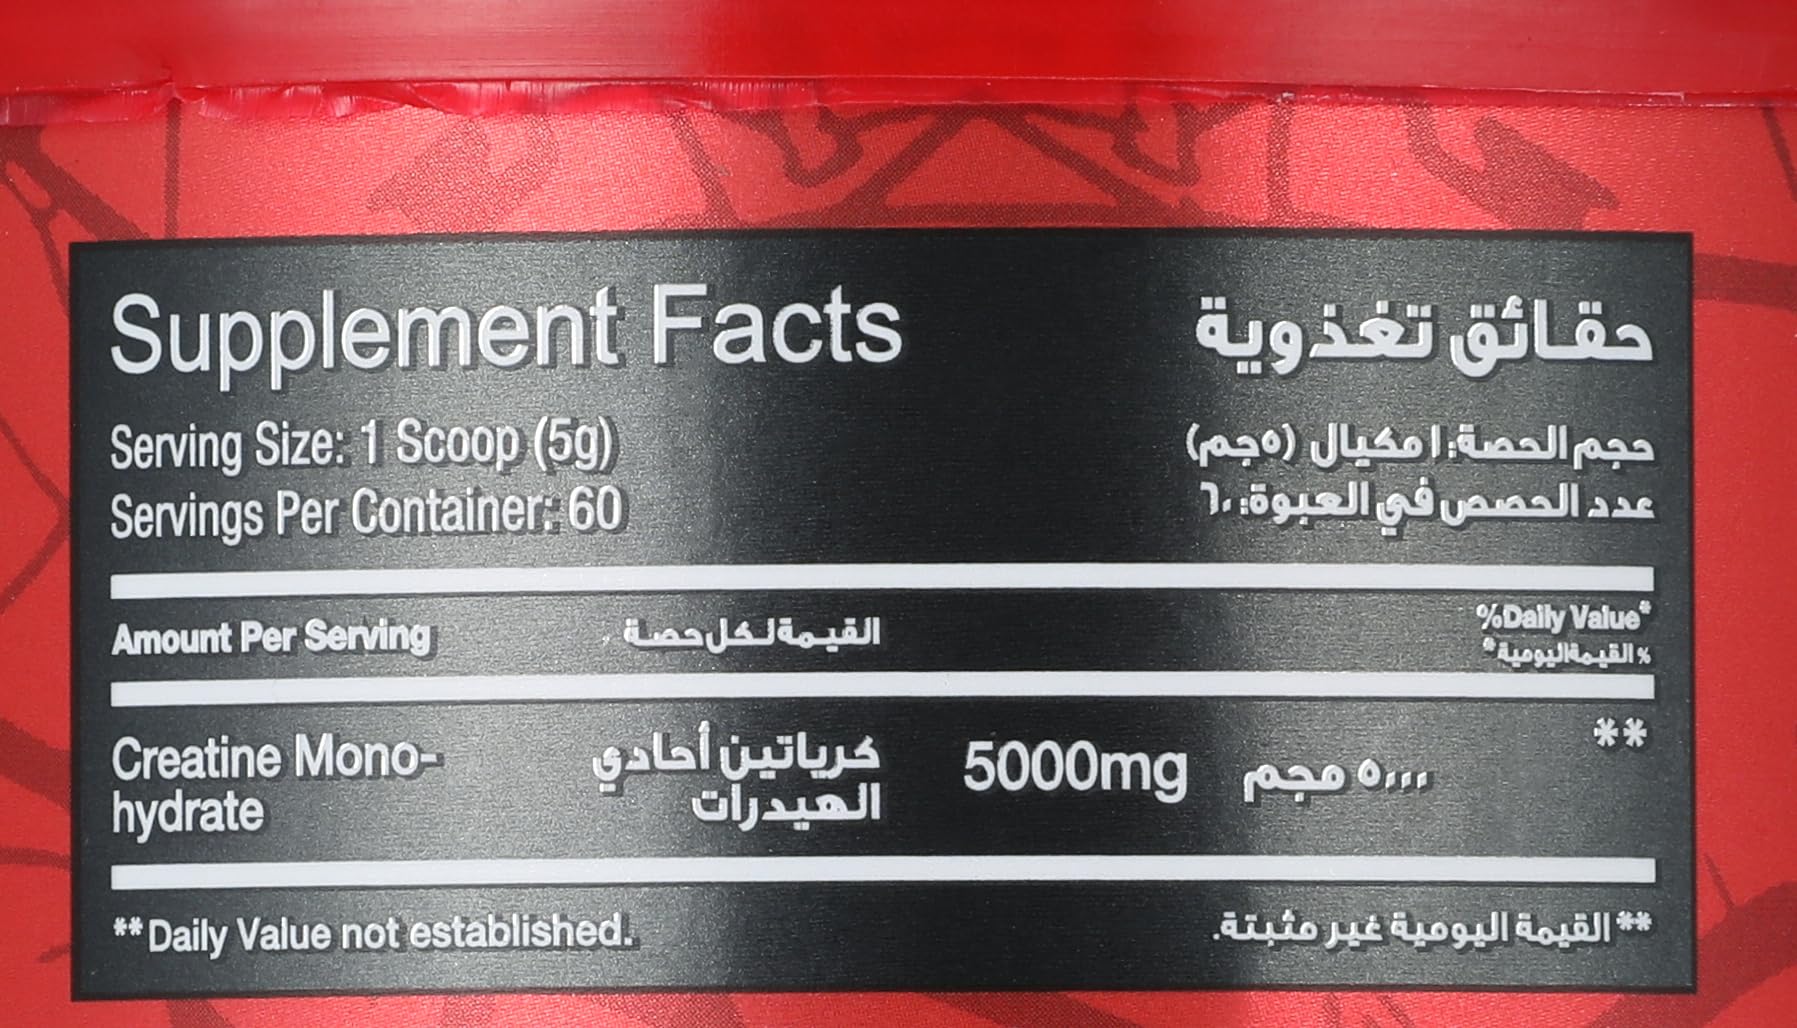 Supplement Facts
حقائق تغذوية
Serving Size: 1 Scoop (5g)
حجم الحصة: ١ مكيال (٥جم)
Servings Per Container: 60
عدد الحصص في العبوة: ٦٠
Amount Per Serving
القيمة لكل حصة
%Daily Value*
% القيمة اليومية*
Creatine Mono-
hydrate
كرياتين أحادي
الهيدرات
5000mg
٥٠٠٠ مجم
**
** Daily Value not established.
** القيمة اليومية غير مثبتة.